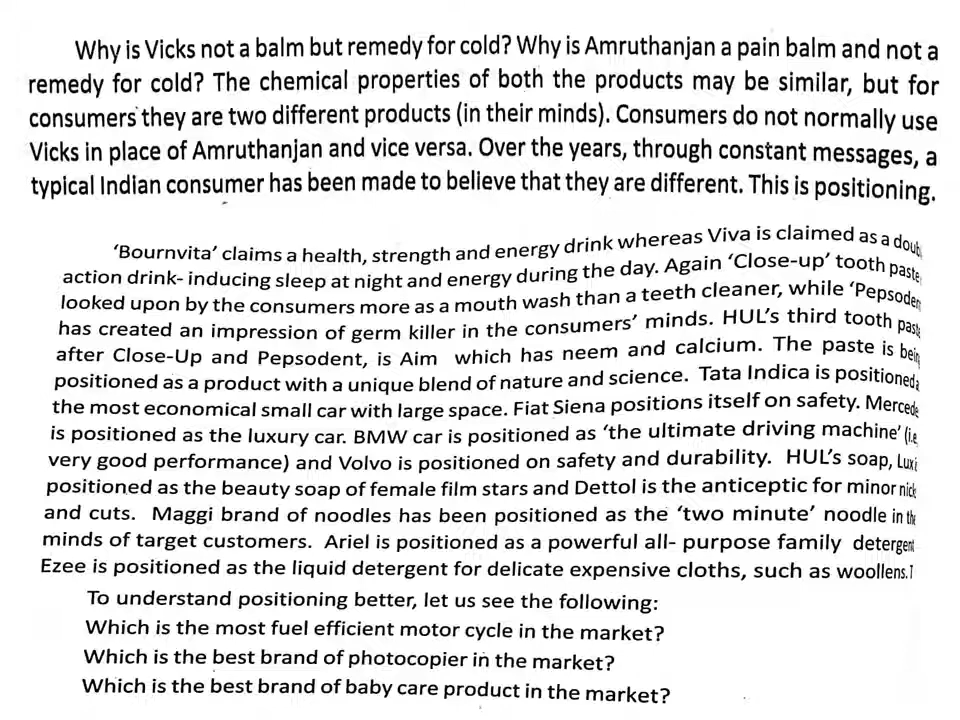 Why is Vicks not a balm but remedy for cold? Why is Amruthanjan a pain balm and not a
remedy for cold? The chemical properties of both the products may be similar, but for
consumers they are two different products (in their minds). Consumers do not normally use
Vicks in place of Amruthanjan and vice versa. Over the years, through constant messages, a
typical Indian consumer has been made to believe that they are different. This is positioning.
'Bournvita' claims a health, strength and energy drink whereas Viva is claimed as a
action drink- inducing sleep at night and energy during the day. Again 'Close-up' tooth paste
looked upon by the consumers more as a mouth wash than a teeth cleaner, while
has created an impression of germ killer in the consumers' minds. HUL's third tooth
after Close-Up and Pepsodent, is Aim which has neem and calcium. The paste is
positioned as a product with a unique blend of nature and science. Tata Indica is positioned
the most economical small car with large space. Fiat Siena positions itself on safety.
is positioned as the luxury car. BMW car is positioned as 'the ultimate driving machine'
very good performance) and Volvo is positioned on safety and durability. HUL's soap,
positioned as the beauty soap of female film stars and Dettol is the anticeptic for minor
and cuts. Maggi brand of noodles has been positioned as the 'two minute' noodle in
minds of target customers. Ariel is positioned as a powerful all- purpose family
Ezee is positioned as the liquid detergent for delicate expensive cloths, such as woollens.
To understand positioning better, let us see the following:
Which is the most fuel efficient motor cycle in the market?
Which is the best brand of photocopier in the market?
Which is the best brand of baby care product in the market?